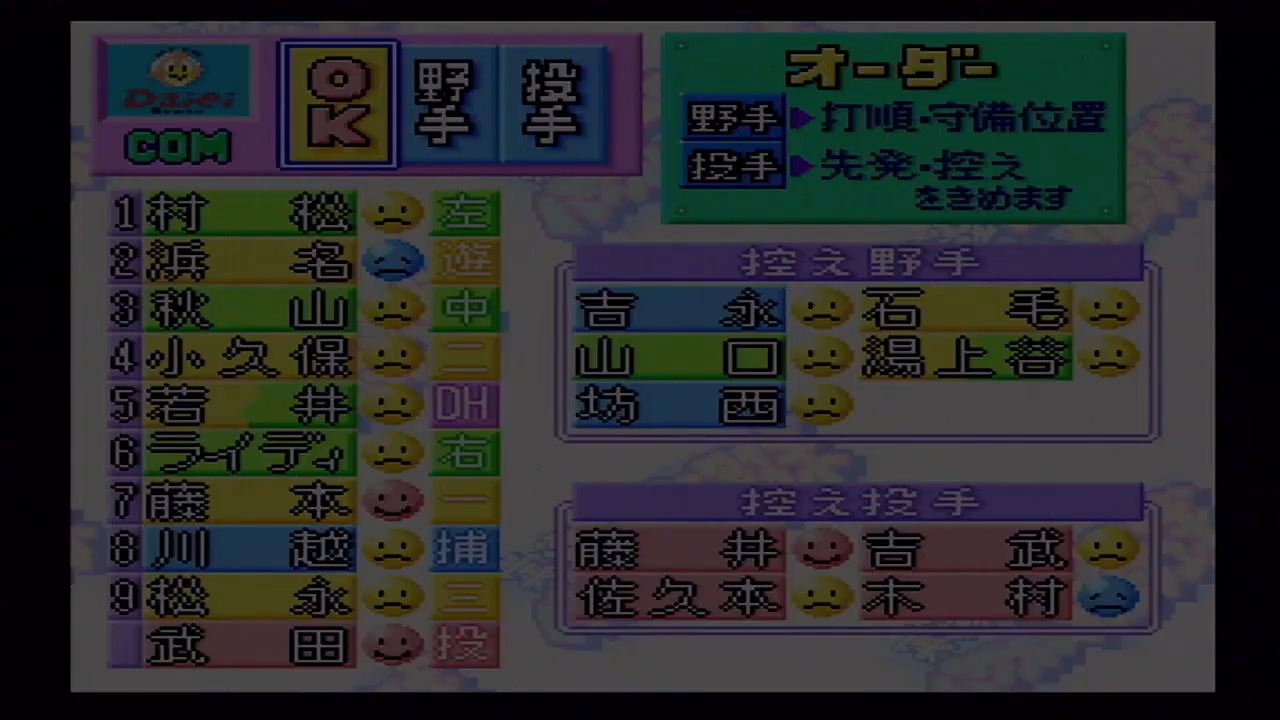 Daiei
COM
OK
野手
投手
オーダー
野手 打順・守備位置
投手 先発・控え
をきめます
1 村松 左
2 浜名 遊
3 秋山 中
4 小久保 二
5 若井 DH
6 ライディ 右
7 藤本 一
8 川越 捕
9 松永 三
武田 投
控え野手
吉永 石毛
山口 湯上谷
坊西
控え投手
藤井 吉武
佐久本 木村